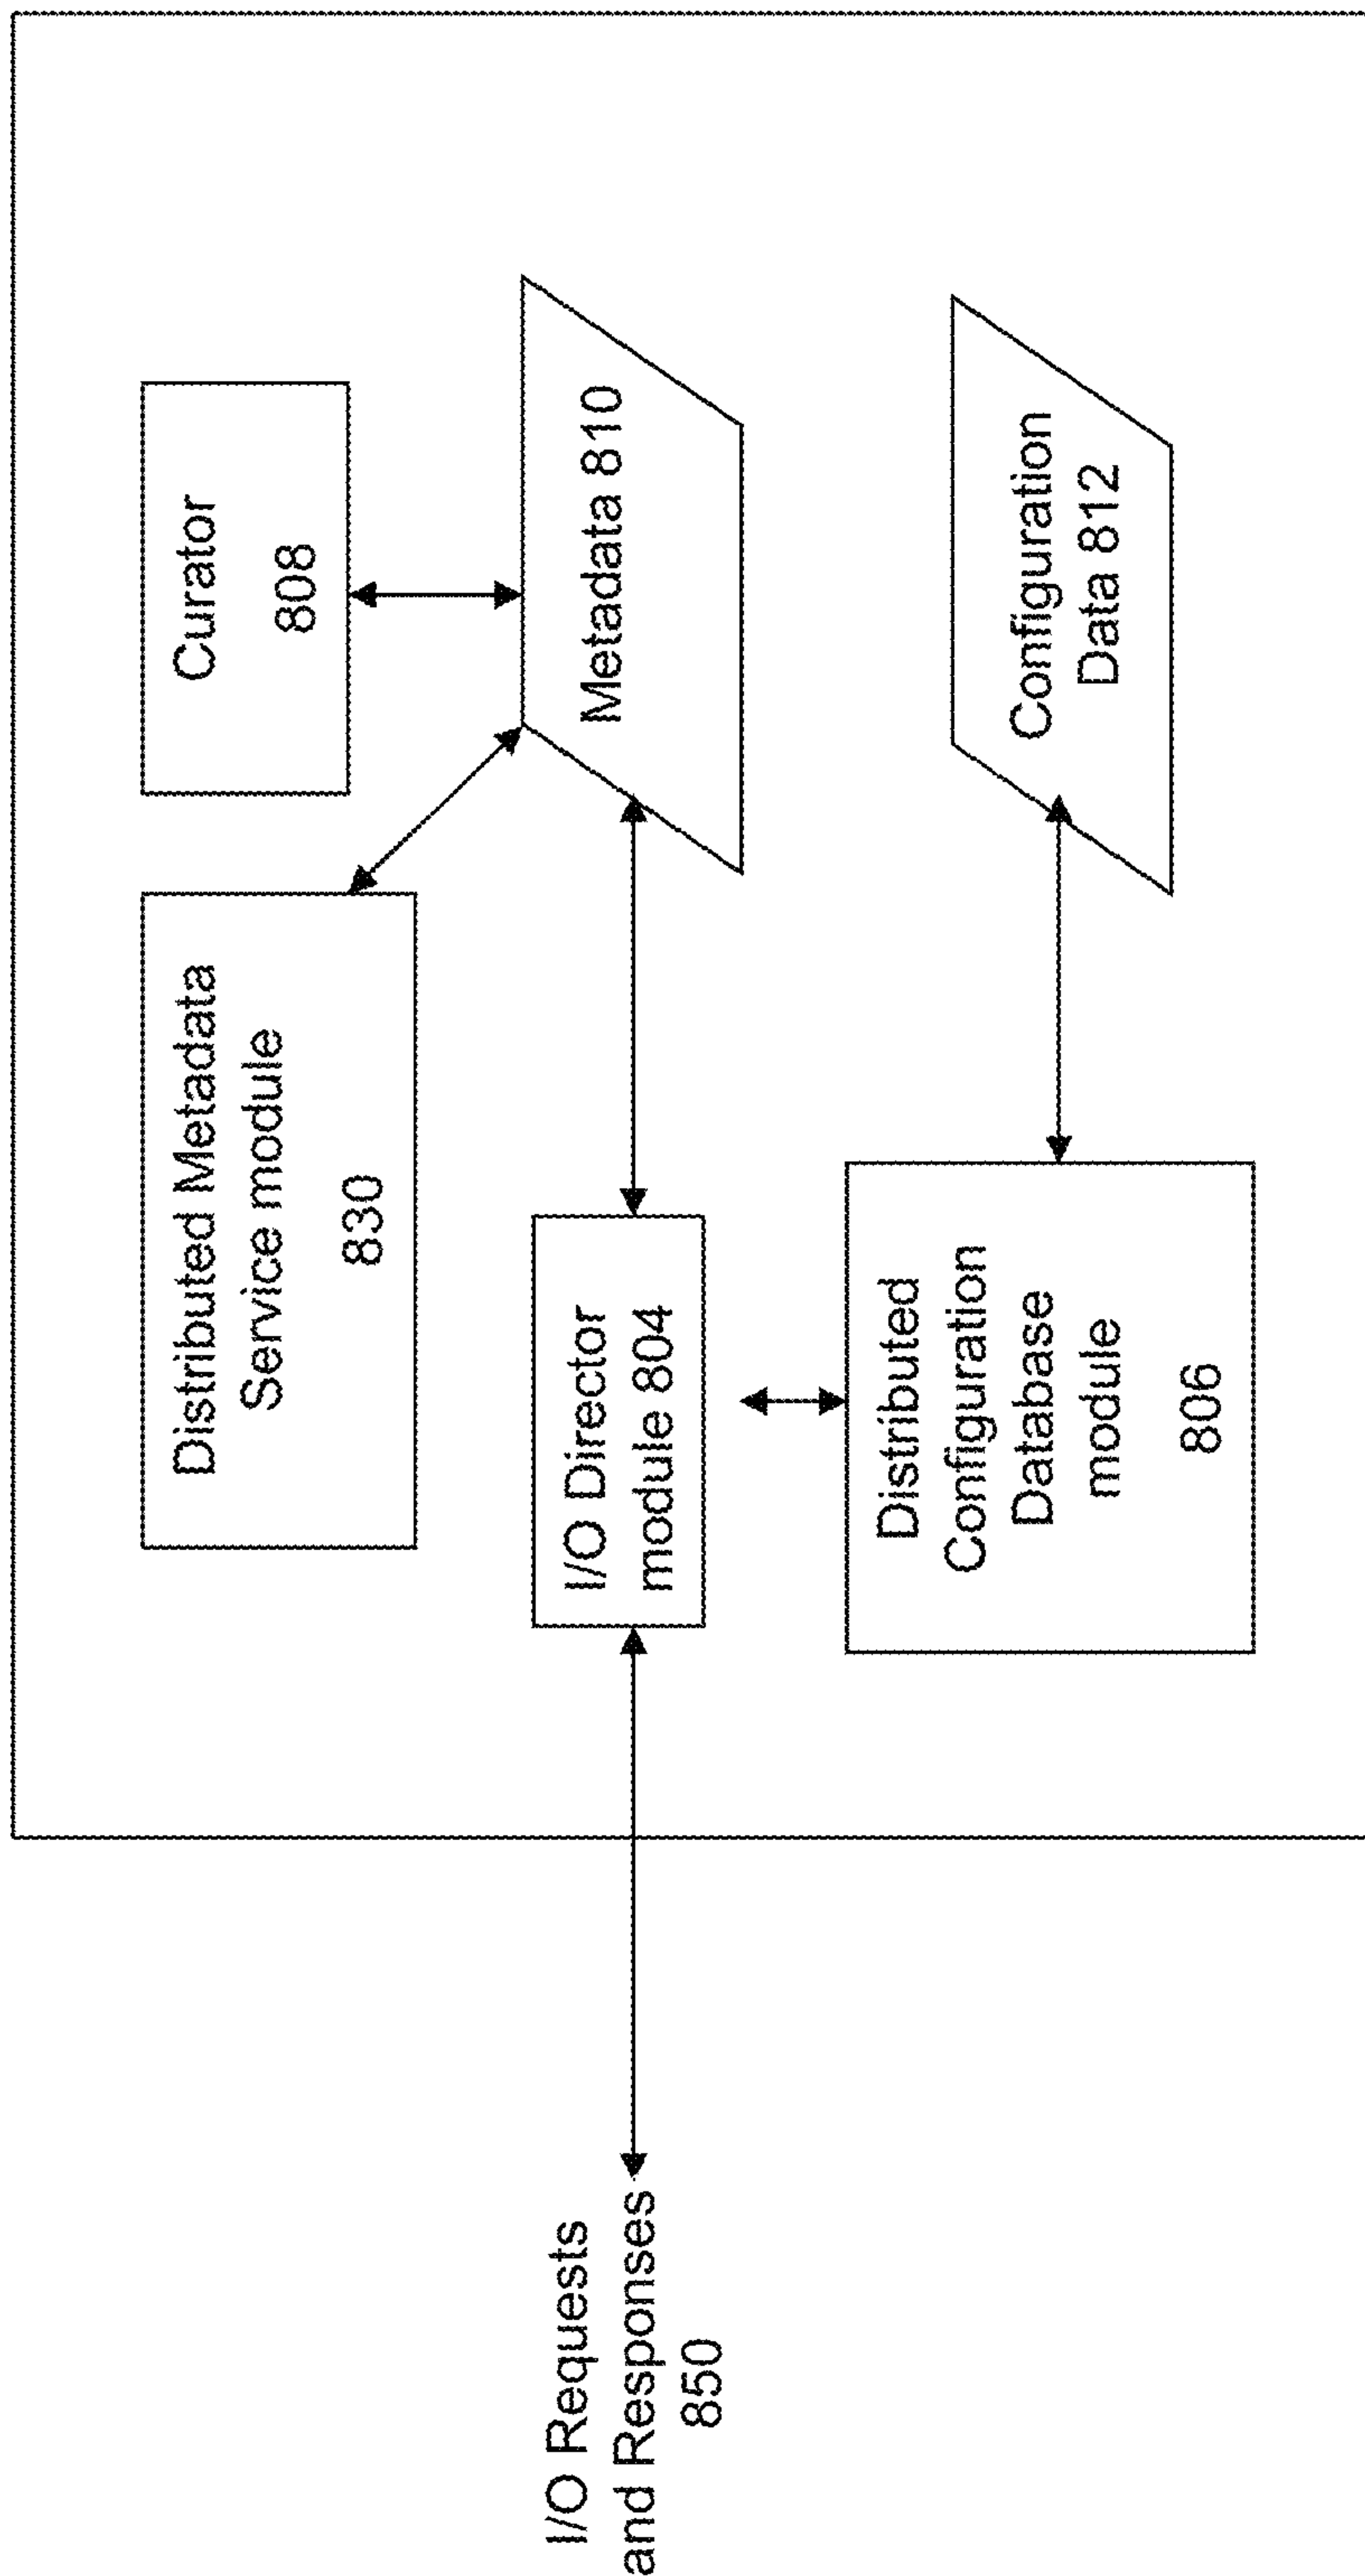 Distributed Metadata
Service module
830
Curator
808
I/O Requests
and Responses
850
I/O Director
module 804
Metadata 810
Distributed
Configuration
Database
module
806
Configuration
Data 812